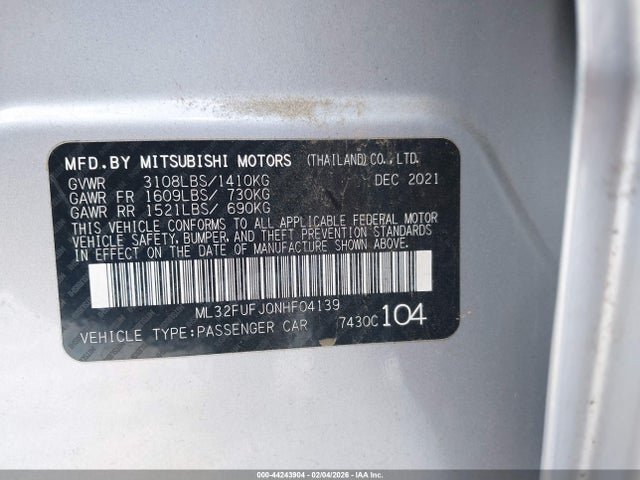 MFD.BY MITSUBISHI MOTORS (THAILAND) CO., LTD.
GVWR 3108LBS/1410KG DEC 2021
GAWR FR 1609LBS/ 730KG
GAWR RR 1521LBS/ 690KG
THIS VEHICLE CONFORMS TO ALL APPLICABLE FEDERAL MOTOR
VEHICLE SAFETY, BUMPER, AND THEFT PREVENTION STANDARDS
IN EFFECT ON THE DATE OF MANUFACTURE SHOWN ABOVE.
ML32FUFJ0NHF04139
VEHICLE TYPE:PASSENGER CAR 7430C 104
000-44243904 - 02/04/2026 - IAAI.COM